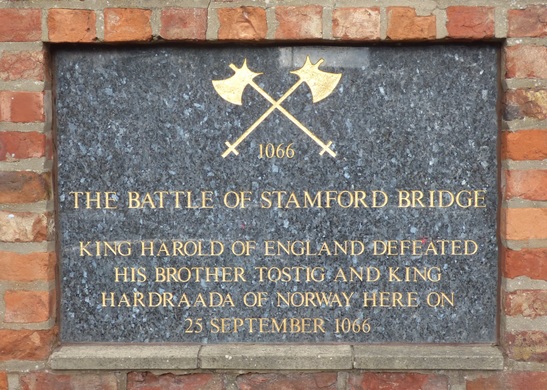 1066
THE BATTLE OF STAMFORD BRIDGE
KING HAROLD OF ENGLAND DEFEATED
HIS BROTHER TOSTIG AND KING
HARDRAADA OF NORWAY HERE ON
25 SEPTEMBER 1066